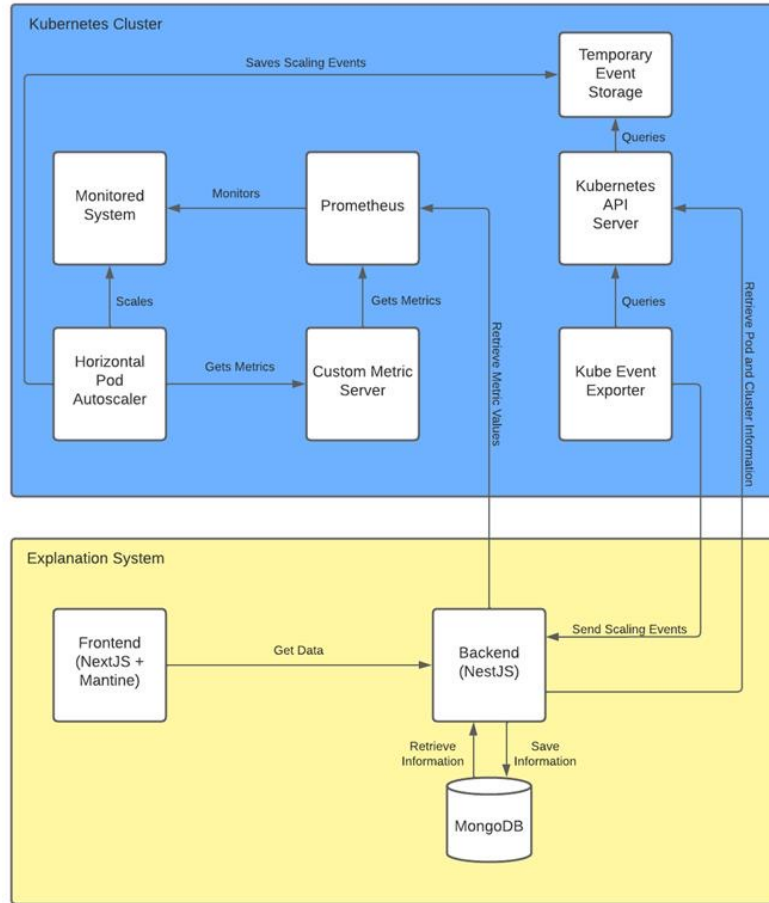 Kubernetes Cluster
Saves Scaling Events
Temporary
Event
Storage
Queries
Monitored
System
Monitors
Prometheus
Kubernetes
API
Server
Scales
Gets Metrics
Queries
Horizontal
Pod
Autoscaler
Gets Metrics
Custom Metric
Server
Kube Event
Exporter
Retrieve Metric Values
Retrieve Pod and Cluster Information
Explanation System
Frontend
(NextJS +
Mantine)
Get Data
Backend
(NestJS)
Send Scaling Events
Retrieve
Information
Save
Information
MongoDB